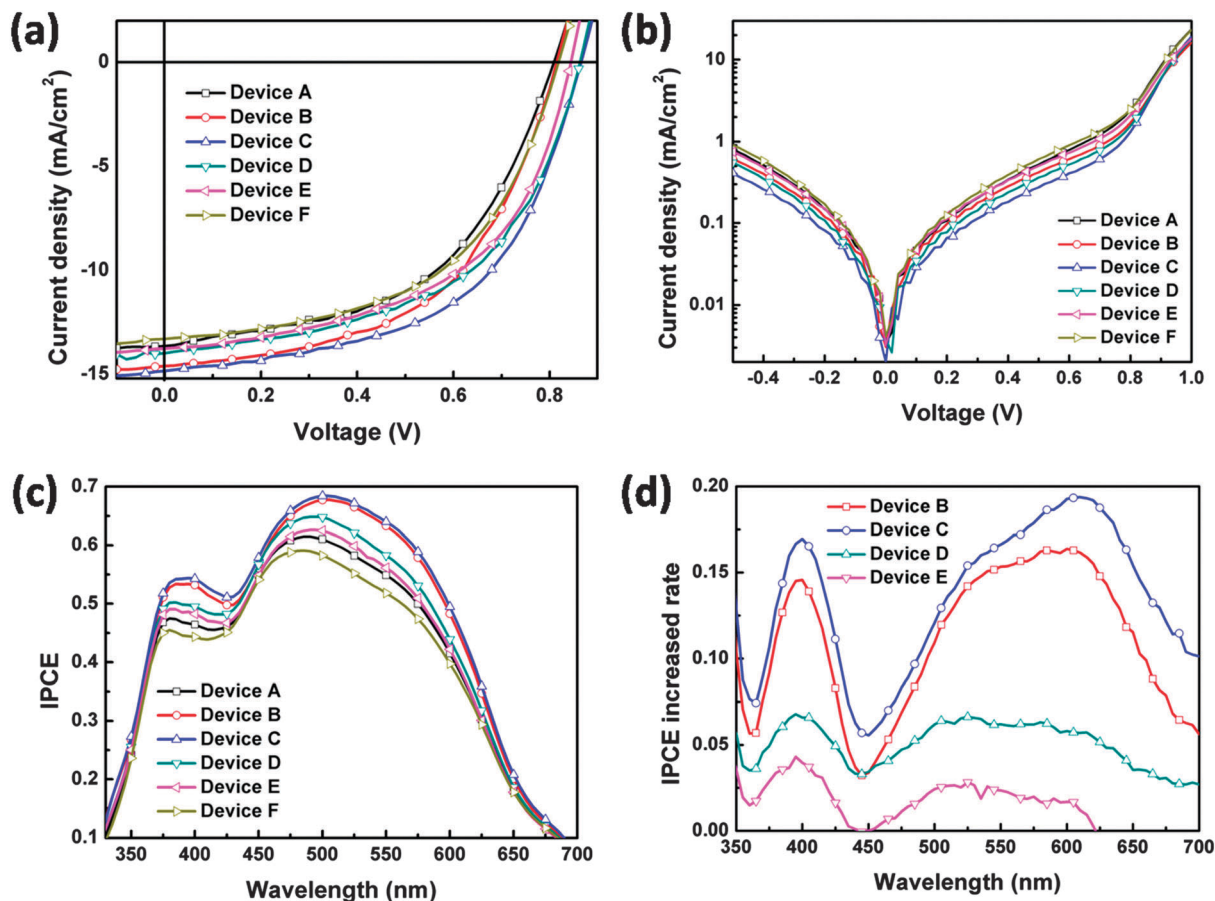 (a)
Current density (mA/cm²)
0
-5
-10
-15
Device A
Device B
Device C
Device D
Device E
Device F
0.0 0.2 0.4 0.6 0.8
Voltage (V)
(b)
Current density (mA/cm²)
10
1
0.1
0.01
Device A
Device B
Device C
Device D
Device E
Device F
-0.4 -0.2 0.0 0.2 0.4 0.6 0.8 1.0
Voltage (V)
(c)
IPCE
0.7
0.6
0.5
0.4
0.3
0.2
0.1
Device A
Device B
Device C
Device D
Device E
Device F
350 400 450 500 550 600 650 700
Wavelength (nm)
(d)
IPCE increased rate
0.20
0.15
0.10
0.05
0.00
Device B
Device C
Device D
Device E
350 400 450 500 550 600 650 700
Wavelength (nm)